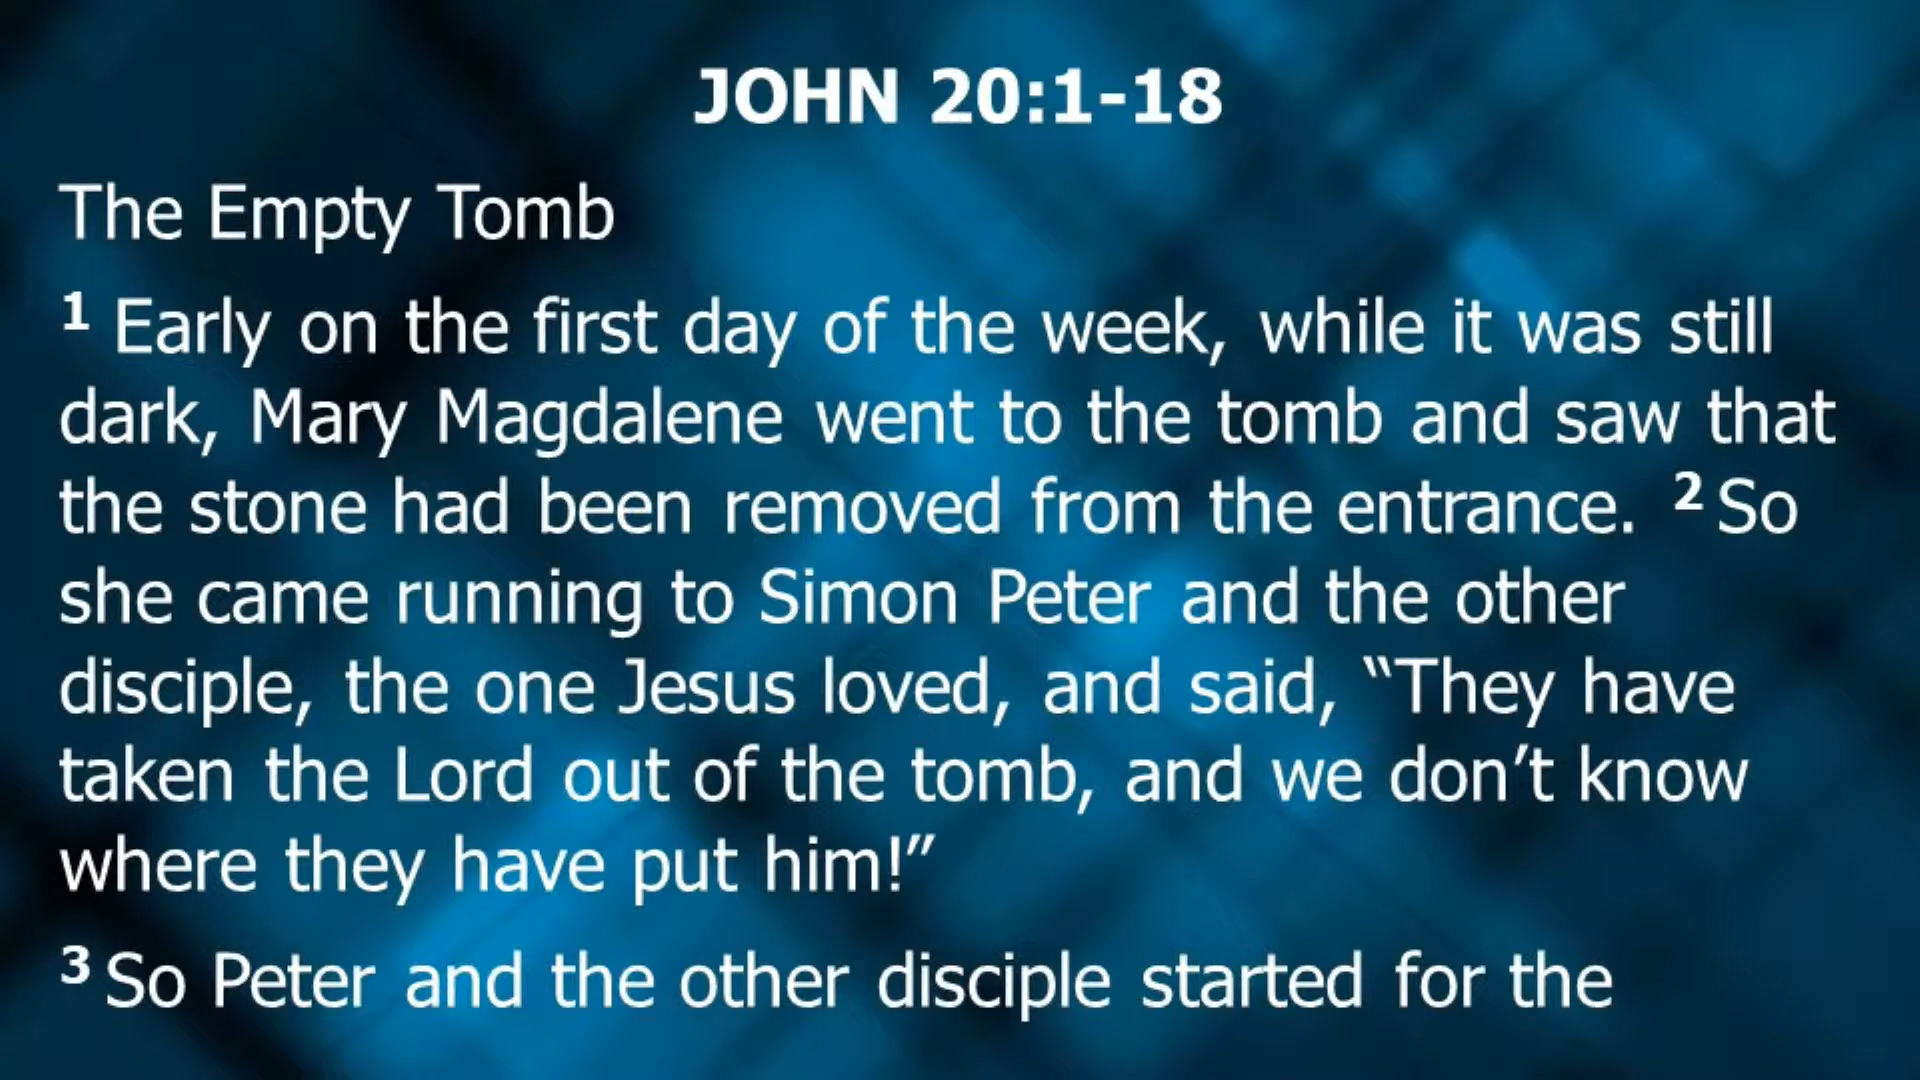 JOHN 20:1-18
The Empty Tomb
1 Early on the first day of the week, while it was still
dark, Mary Magdalene went to the tomb and saw that
the stone had been removed from the entrance. 2 So
she came running to Simon Peter and the other
disciple, the one Jesus loved, and said, “They have
taken the Lord out of the tomb, and we don’t know
where they have put him!”
3 So Peter and the other disciple started for the